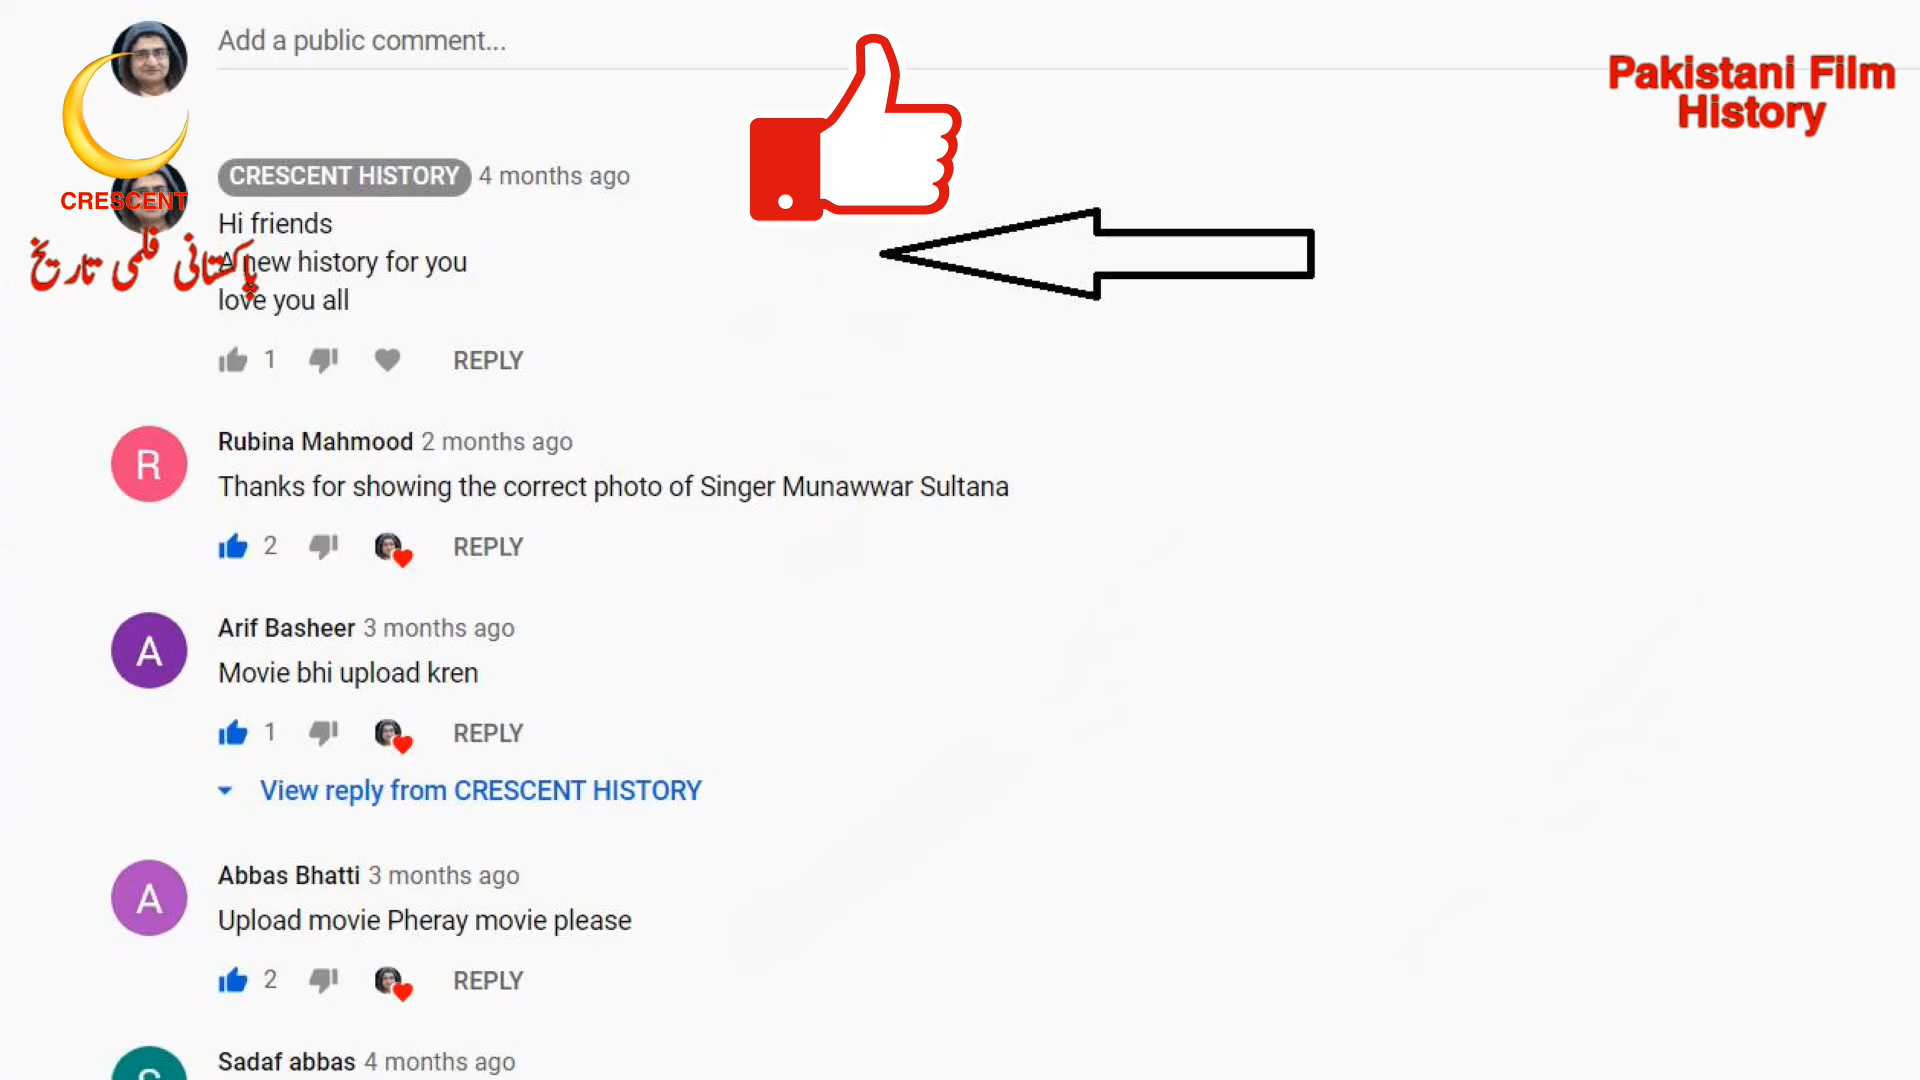 Add a public comment...
Pakistani Film
History
CRESCENT HISTORY 4 months ago
CRESCENT
Hi friends
پاکستانی فلمی تاریخ
A new history for you
love you all
1 REPLY
R
Rubina Mahmood 2 months ago
Thanks for showing the correct photo of Singer Munawwar Sultana
2 REPLY
A
Arif Basheer 3 months ago
Movie bhi upload kren
1 REPLY
View reply from CRESCENT HISTORY
A
Abbas Bhatti 3 months ago
Upload movie Pheray movie please
2 REPLY
Sadaf abbas 4 months ago